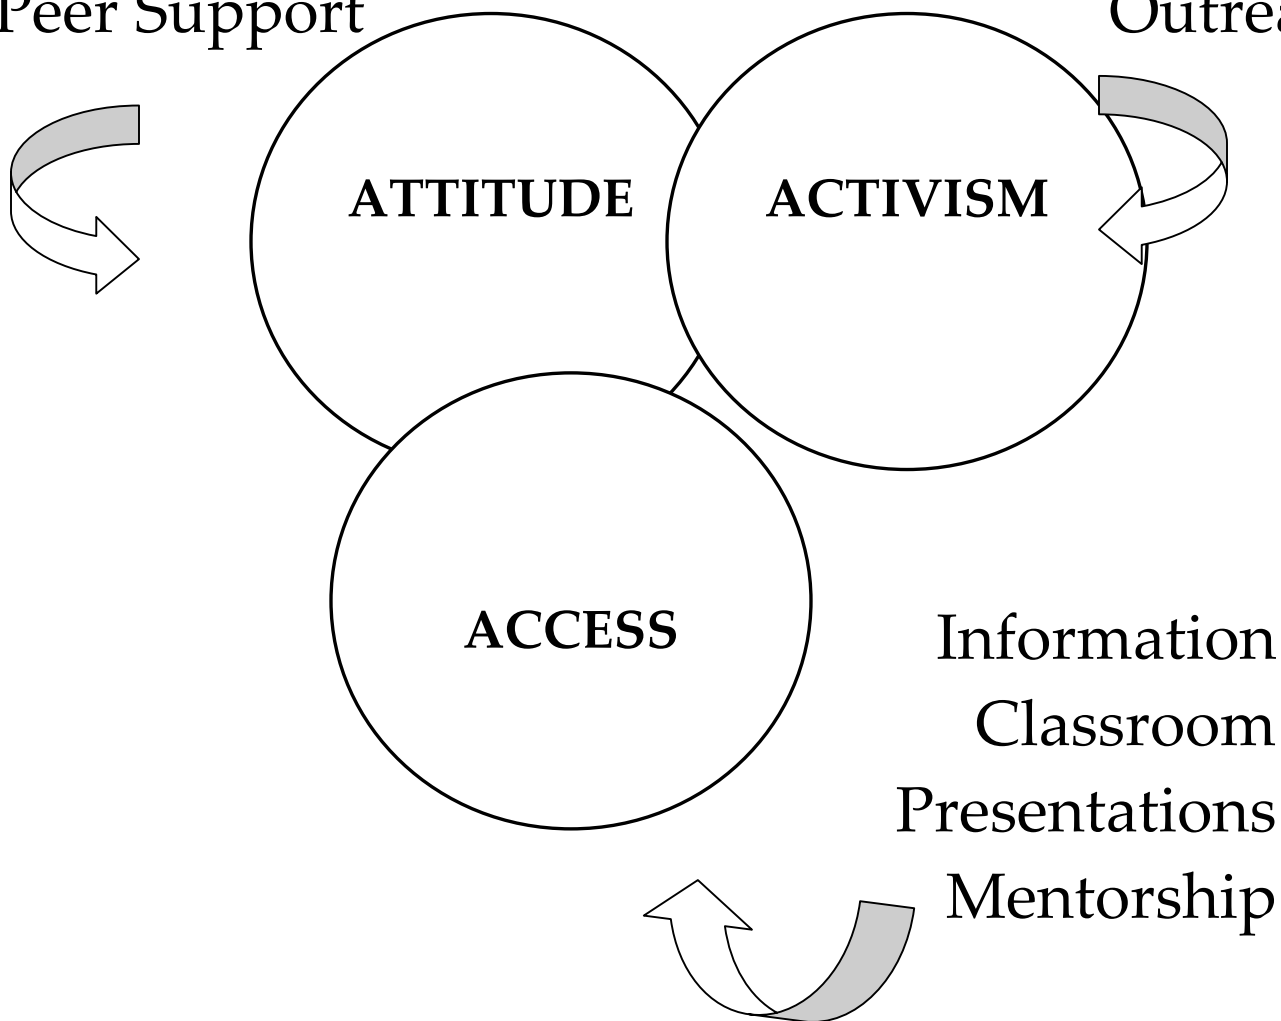 Peer Support
ATTITUDE
ACTIVISM
ACCESS
Information
Classroom
Presentations
Mentorship